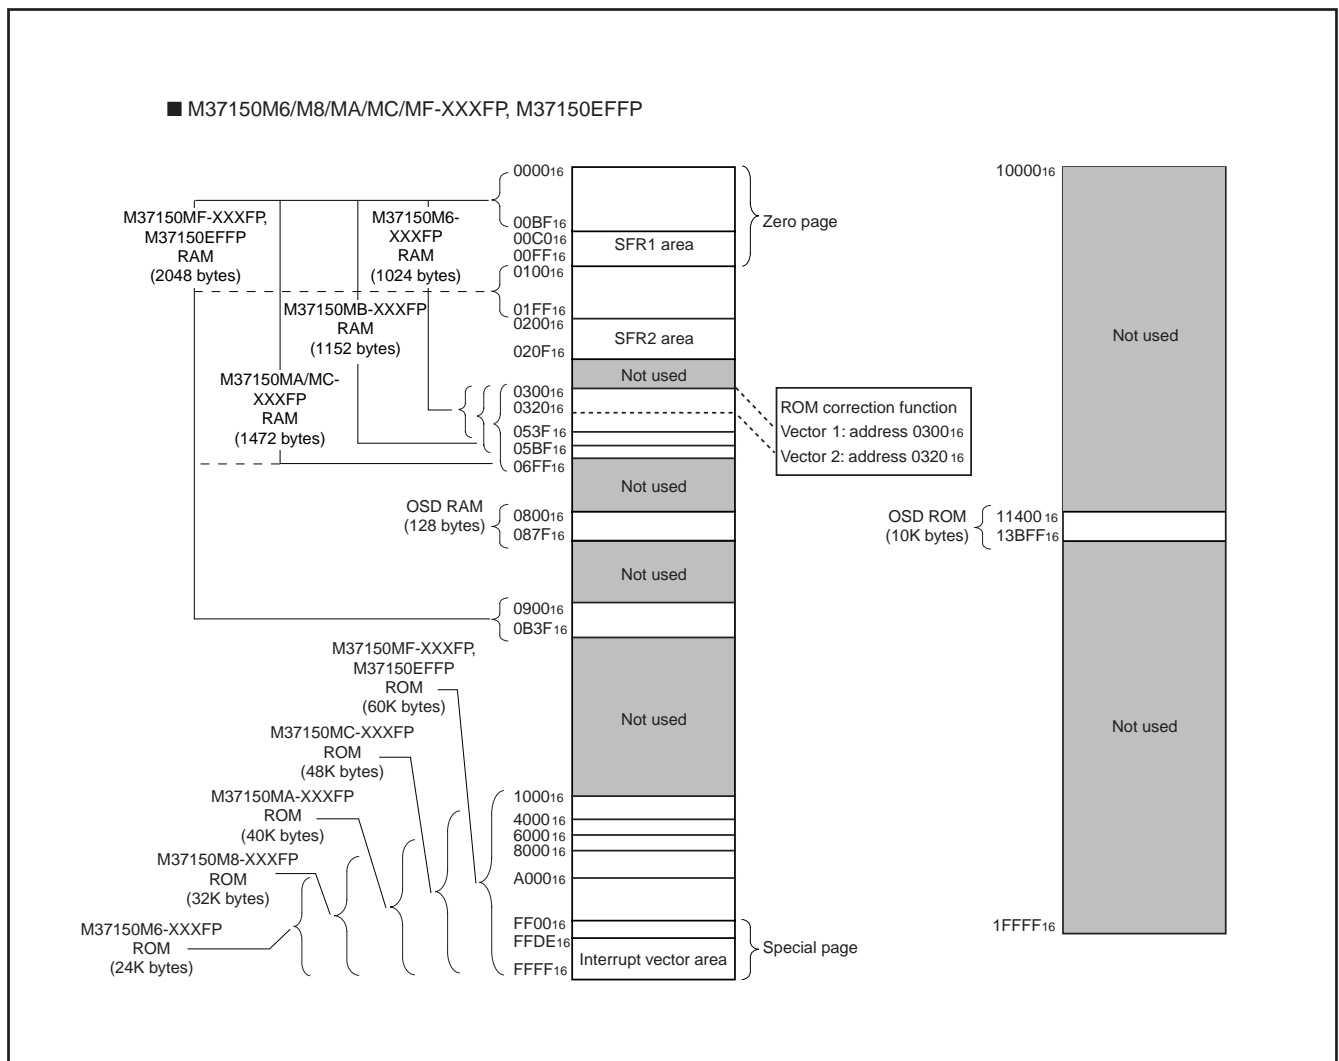 ■ M37150M6/M8/MA/MC/MF-XXXFP, M37150EFFP
M37150MF-XXXFP,
M37150EFFP
RAM
(2048 bytes)
M37150M6-
XXXFP
RAM
(1024 bytes)
M37150MB-XXXFP
RAM
(1152 bytes)
M37150MA/MC-
XXXFP
RAM
(1472 bytes)
OSD RAM
(128 bytes)
M37150MF-XXXFP,
M37150EFFP
ROM
(60K bytes)
M37150MC-XXXFP
ROM
(48K bytes)
M37150MA-XXXFP
ROM
(40K bytes)
M37150M8-XXXFP
ROM
(32K bytes)
M37150M6-XXXFP
ROM
(24K bytes)
000016
00BF16
00C016
00FF16
010016
01FF16
020016
020F16
030016
032016
053F16
05BF16
06FF16
080016
087F16
090016
0B3F16
100016
400016
600016
800016
A00016
FF0016
FFDE16
FFFF16
SFR1 area
SFR2 area
Not used
Not used
Not used
Not used
Interrupt vector area
Zero page
ROM correction function
Vector 1: address 030016
Vector 2: address 032016
Special page
1000016
OSD ROM
(10K bytes)
1140016
13BFF16
1FFFF16
Not used
Not used